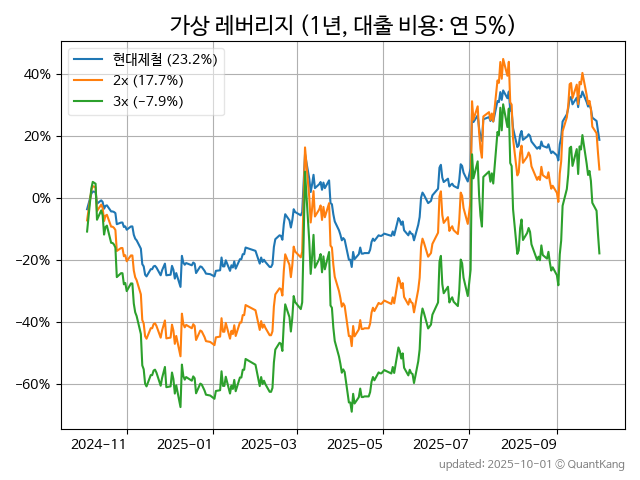 가상 레버리지 (1년, 대출 비용: 연 5%)
현대제철 (23.2%)
2x (17.7%)
3x (−7.9%)
40%
20%
0%
−20%
−40%
−60%
2024-11 2025-01 2025-03 2025-05 2025-07 2025-09
updated: 2025-10-01 © QuantKang